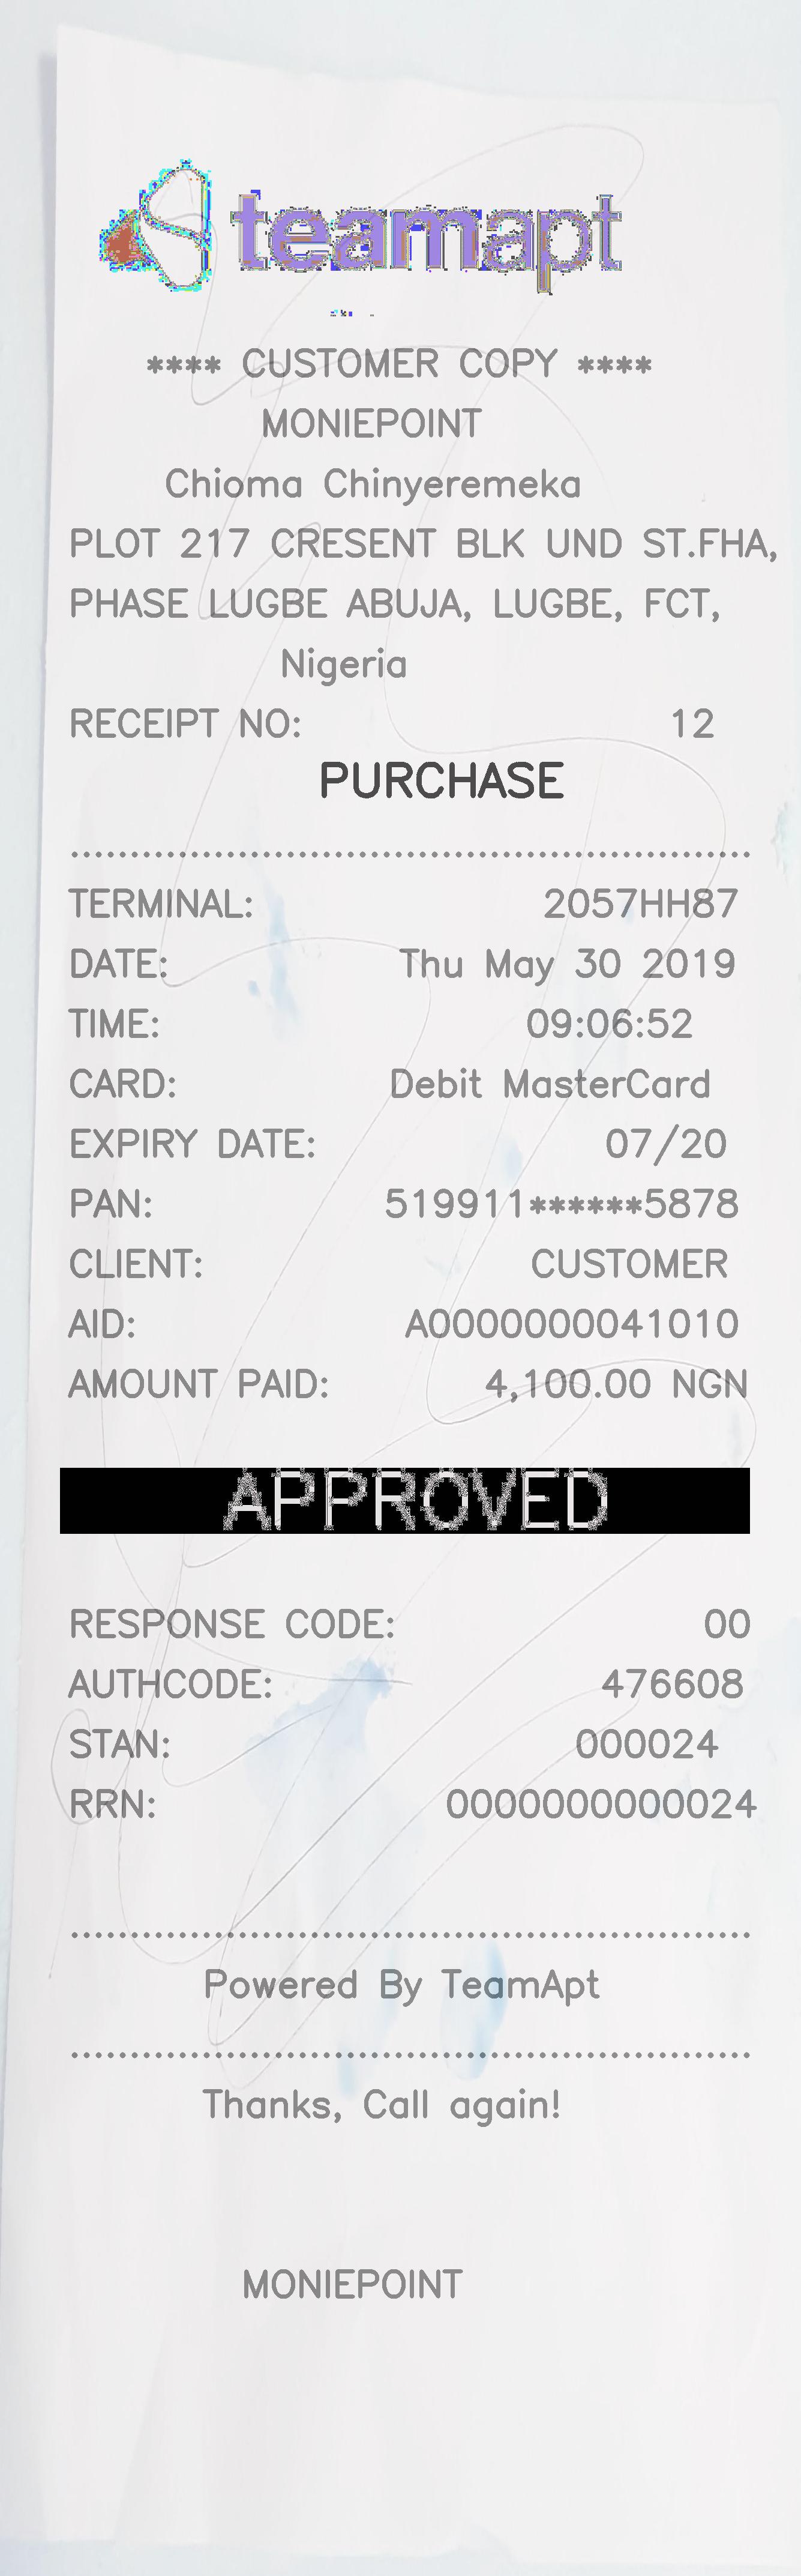 teamapt
**** CUSTOMER COPY ****
MONIEPOINT
Chioma Chinyeremeka
PLOT 217 CRESENT BLK UND ST.FHA,
PHASE LUGBE ABUJA, LUGBE, FCT,
Nigeria
RECEIPT NO: 12
PURCHASE
TERMINAL: 2057HH87
DATE: Thu May 30 2019
TIME: 09:06:52
CARD: Debit MasterCard
EXPIRY DATE: 07/20
PAN: 519911******5878
CLIENT: CUSTOMER
AID: A0000000041010
AMOUNT PAID: 4,100.00 NGN
APPROVED
RESPONSE CODE: 00
AUTHCODE: 476608
STAN: 000024
RRN: 0000000000024
Powered By TeamApt
Thanks, Call again!
MONIEPOINT